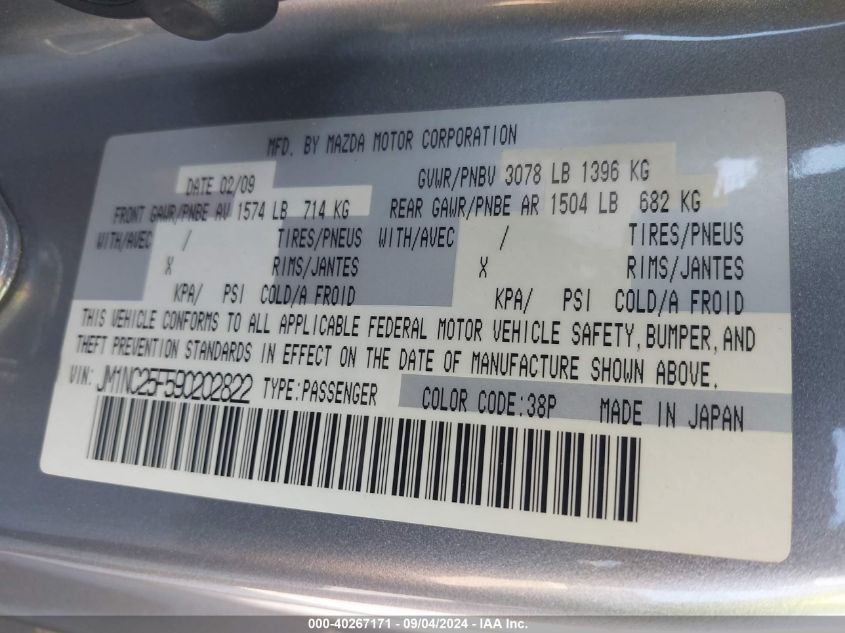 MFD. BY MAZDA MOTOR CORPORATION
DATE 02/09 GVWR/PNBV 3078 LB 1396 KG
FRONT GAWR/PNBE AV 1574 LB 714 KG REAR GAWR/PNBE AR 1504 LB 682 KG
WITH/AVEC / TIRES/PNEUS WITH/AVEC / TIRES/PNEUS
X RIMS/JANTES X RIMS/JANTES
KPA/ PSI COLD/A FROID KPA/ PSI COLD/A FROID
THIS VEHICLE CONFORMS TO ALL APPLICABLE FEDERAL MOTOR VEHICLE SAFETY, BUMPER, AND
THEFT PREVENTION STANDARDS IN EFFECT ON THE DATE OF MANUFACTURE SHOWN ABOVE.
VIN: JM1NC25F590202822 TYPE:PASSENGER COLOR CODE:38P MADE IN JAPAN
000-40267171 - 09/04/2024 - IAA Inc.